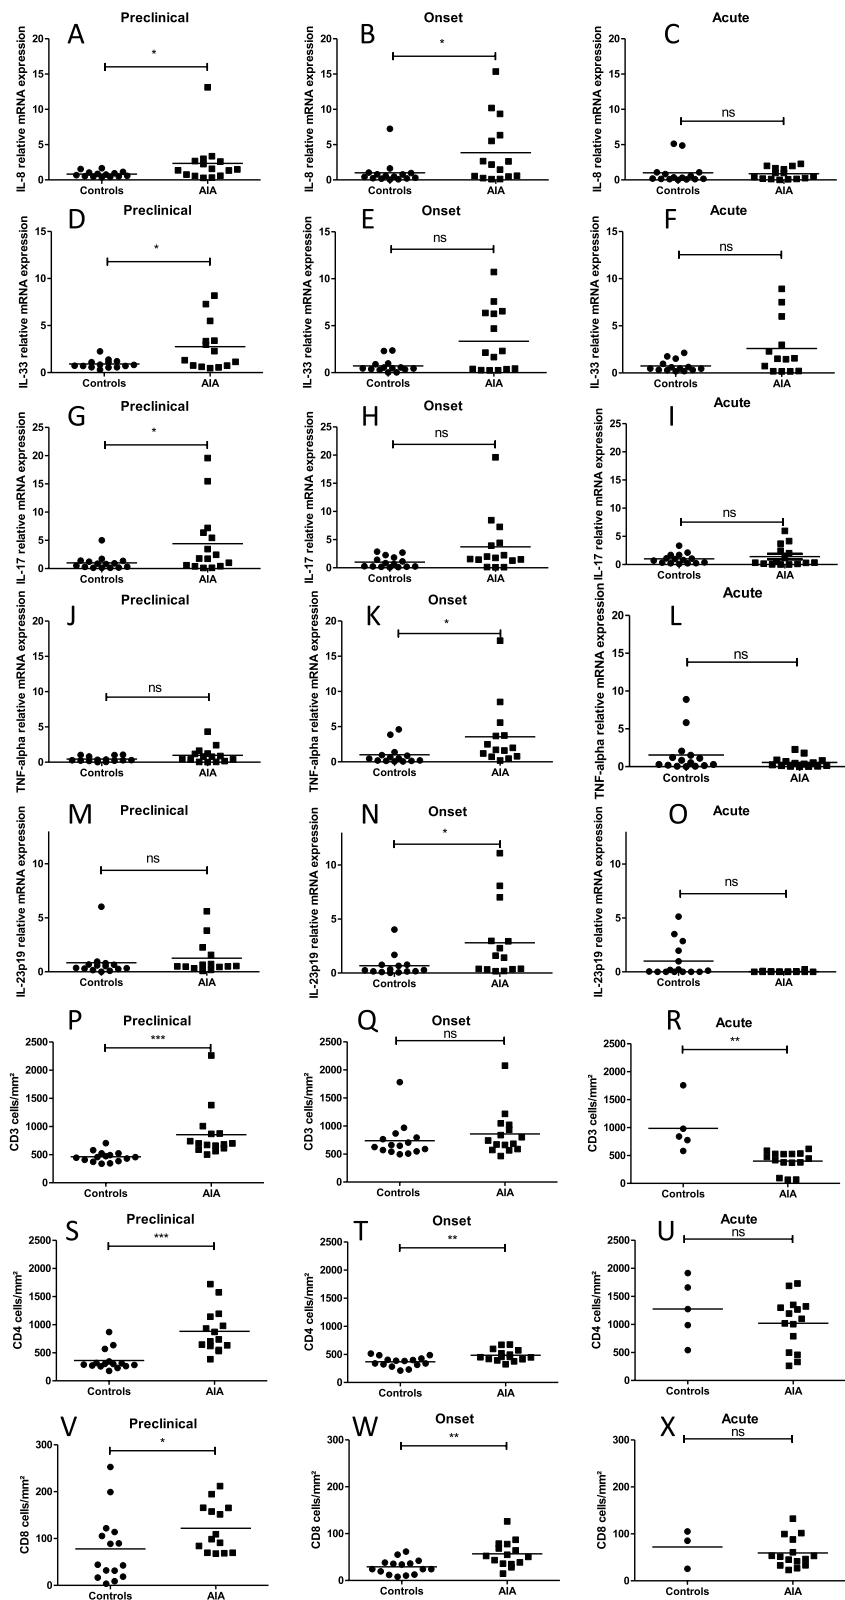 A Preclinical
*
IL-8 relative mRNA expression
20
15
10
5
0
Controls AIA
B Onset
*
IL-8 relative mRNA expression
20
15
10
5
0
Controls AIA
C Acute
ns
IL-8 relative mRNA expression
20
15
10
5
0
Controls AIA
D Preclinical
*
IL-33 relative mRNA expression
15
10
5
0
Controls AIA
E Onset
ns
IL-33 relative mRNA expression
15
10
5
0
Controls AIA
F Acute
ns
IL-33 relative mRNA expression
15
10
5
0
Controls AIA
G Preclinical
*
IL-17 relative mRNA expression
25
20
15
10
5
0
Controls AIA
H Onset
ns
IL-17 relative mRNA expression
25
20
15
10
5
0
Controls AIA
I Acute
ns
IL-17 relative mRNA expression
25
20
15
10
5
0
Controls AIA
J Preclinical
ns
TNF-alpha relative mRNA expression
20
15
10
5
0
Controls AIA
K Onset
*
TNF-alpha relative mRNA expression
20
15
10
5
0
Controls AIA
L Acute
ns
TNF-alpha relative mRNA expression
20
15
10
5
0
Controls AIA
M Preclinical
ns
IL-23p19 relative mRNA expression
10
5
0
Controls AIA
N Onset
*
IL-23p19 relative mRNA expression
10
5
0
Controls AIA
O Acute
ns
IL-23p19 relative mRNA expression
10
5
0
Controls AIA
P Preclinical
***
CD3 cells/mm²
2500
2000
1500
1000
500
0
Controls AIA
Q Onset
ns
CD3 cells/mm²
2500
2000
1500
1000
500
0
Controls AIA
R Acute
**
CD3 cells/mm²
2500
2000
1500
1000
500
0
Controls AIA
S Preclinical
***
CD4 cells/mm²
2500
2000
1500
1000
500
0
Controls AIA
T Onset
**
CD4 cells/mm²
2500
2000
1500
1000
500
0
Controls AIA
U Acute
ns
CD4 cells/mm²
2500
2000
1500
1000
500
0
Controls AIA
V Preclinical
*
CD8 cells/mm²
300
200
100
0
Controls AIA
W Onset
**
CD8 cells/mm²
300
200
100
0
Controls AIA
X Acute
ns
CD8 cells/mm²
300
200
100
0
Controls AIA